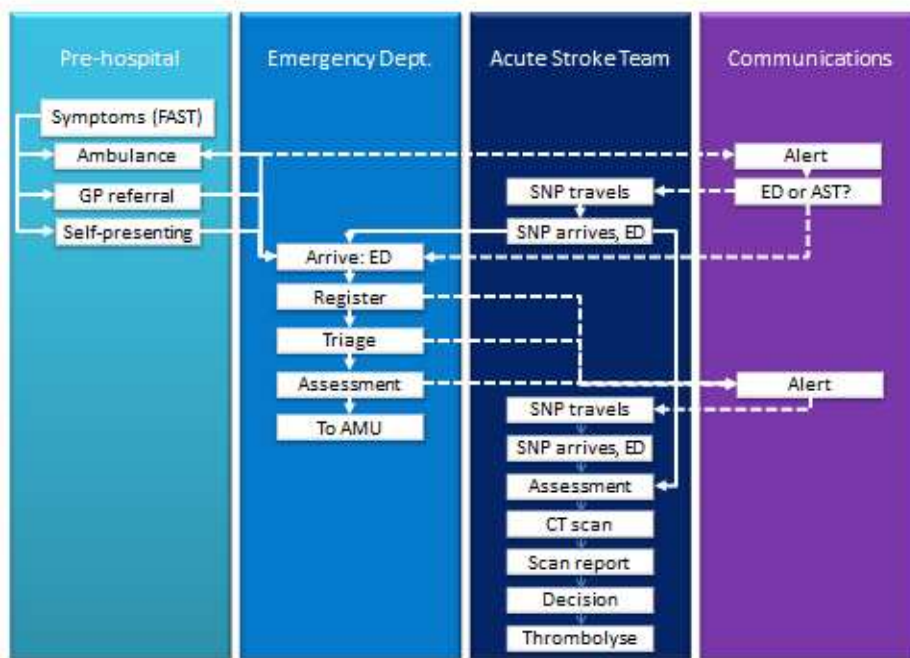 Pre-hospital
Symptoms (FAST)
Ambulance
GP referral
Self-presenting
Emergency Dept.
Arrive: ED
Register
Triage
Assessment
To AMU
Acute Stroke Team
SNP travels
SNP arrives, ED
SNP travels
SNP arrives, ED
Assessment
CT scan
Scan report
Decision
Thrombolyse
Communications
Alert
ED or AST?
Alert